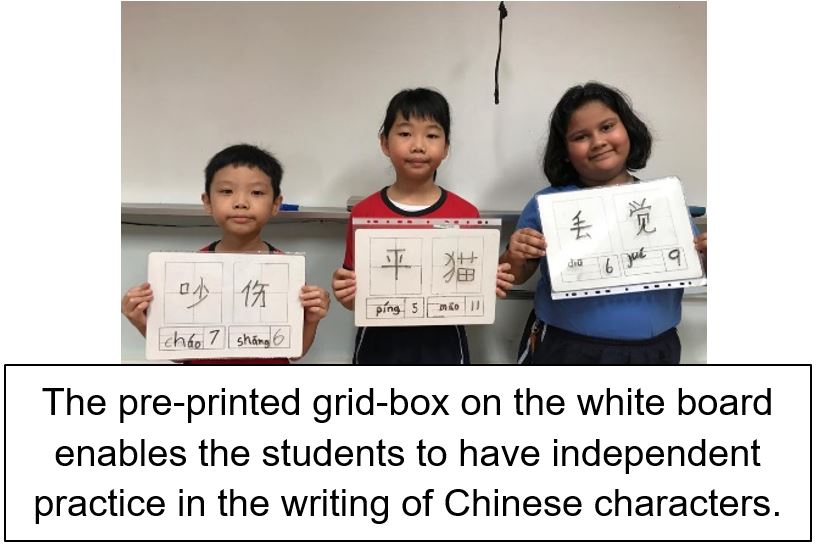 吵 伤
cháo 7 shāng 6
平 猫
píng 5 māo 11
丢 觉
diū 6 jué 9
The pre-printed grid-box on the white board
enables the students to have independent
practice in the writing of Chinese characters.